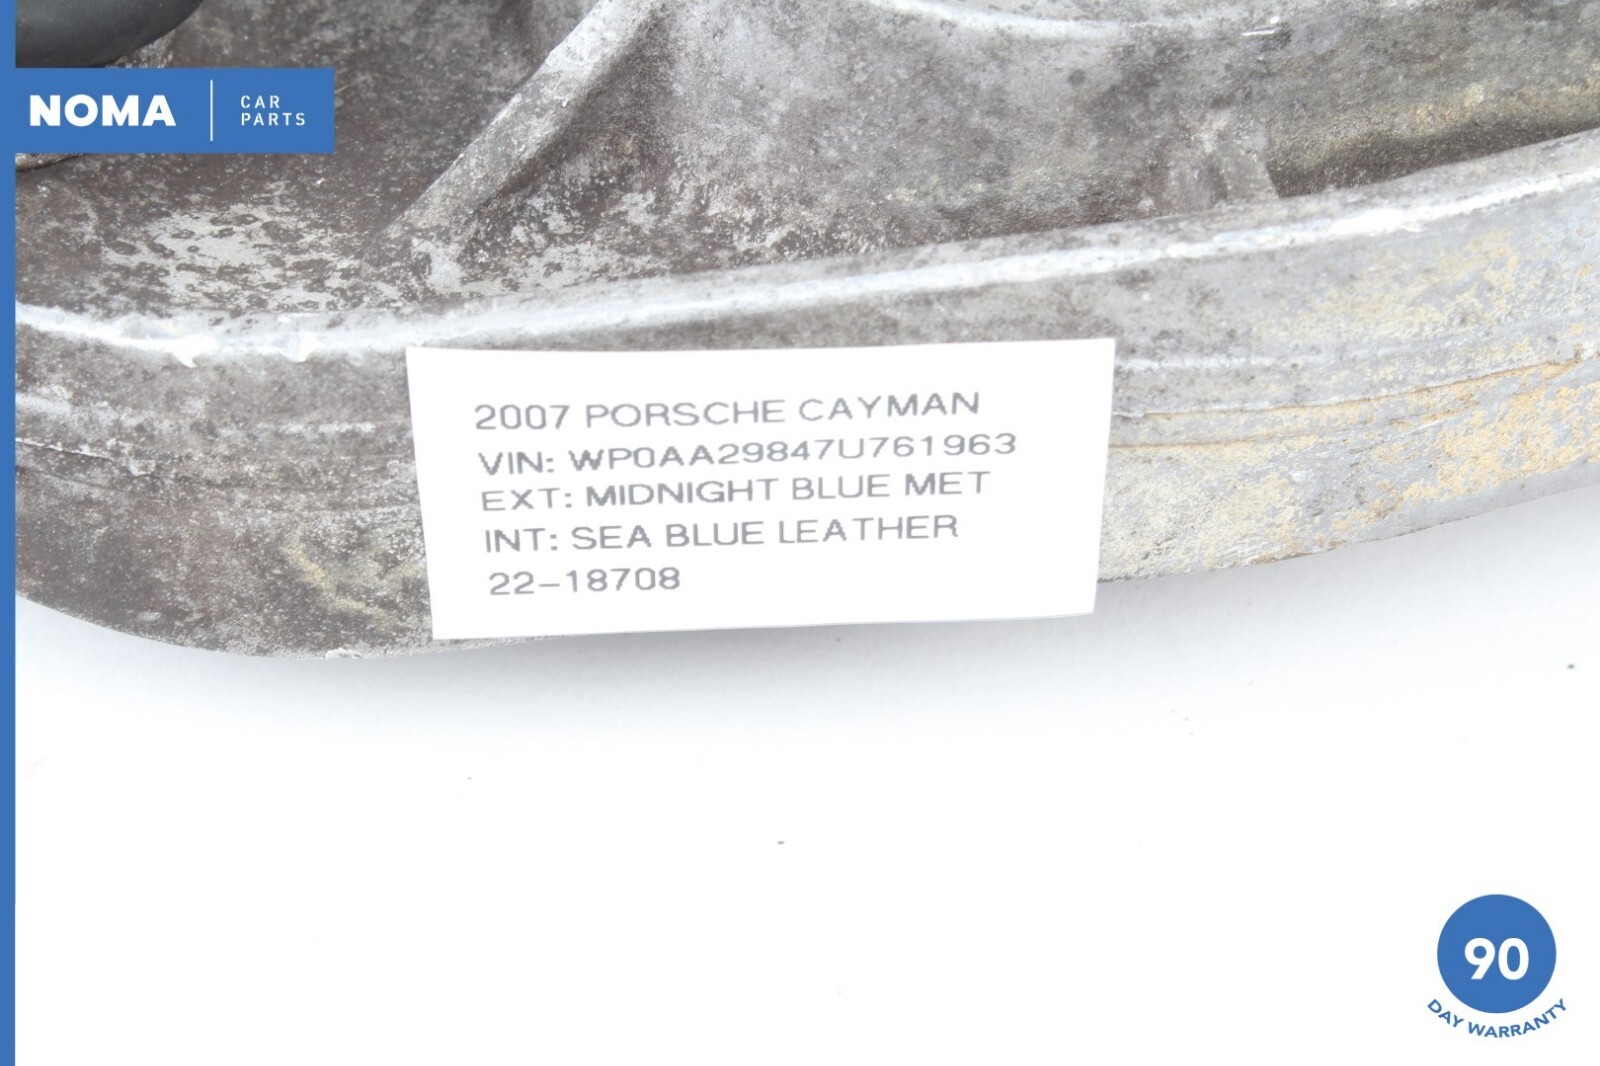 NOMA
CAR
PARTS
2007 PORSCHE CAYMAN
VIN: WP0AA29847U761963
EXT: MIDNIGHT BLUE MET
INT: SEA BLUE LEATHER
22-18708
90
DAY WARRANTY